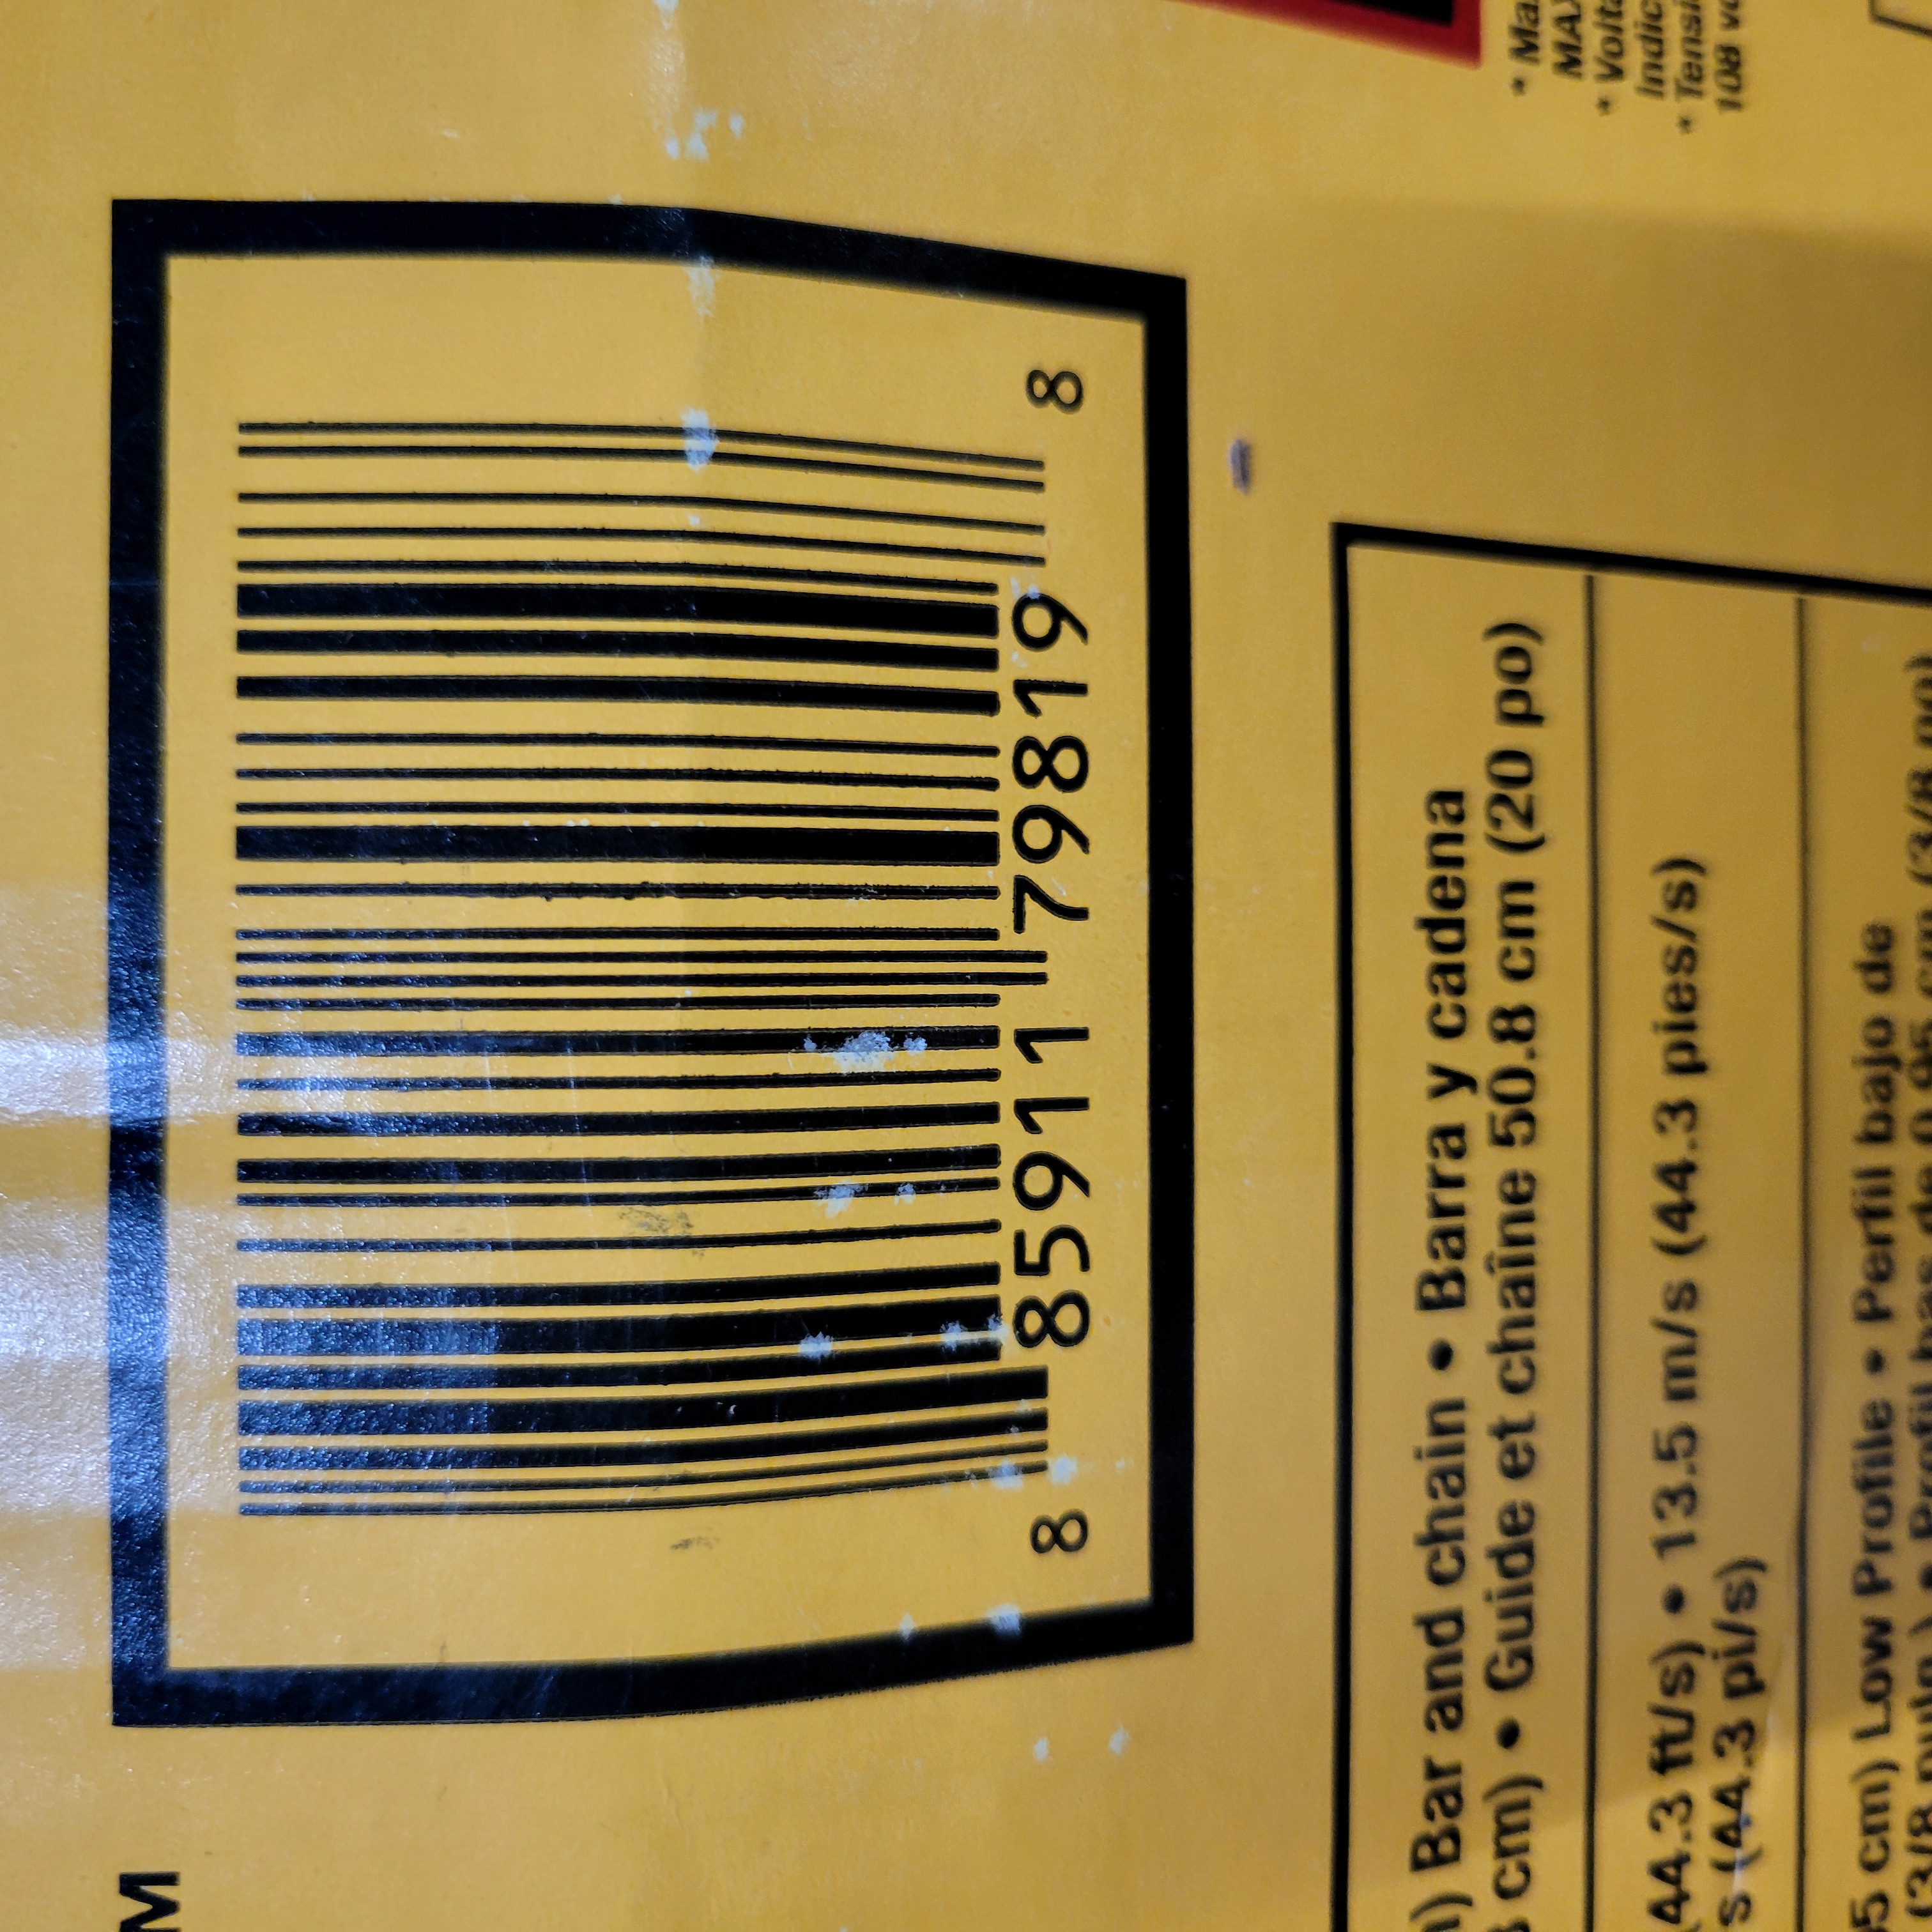 8 85911 79819 8
Bar and chain • Barra y cadena
cm) • Guide et chaîne 50.8 cm (20 po)
44.3 ft/s) • 13.5 m/s (44.3 pies/s)
(44.3 pi/s)
cm) Low Profile • Perfil bajo de
M
108